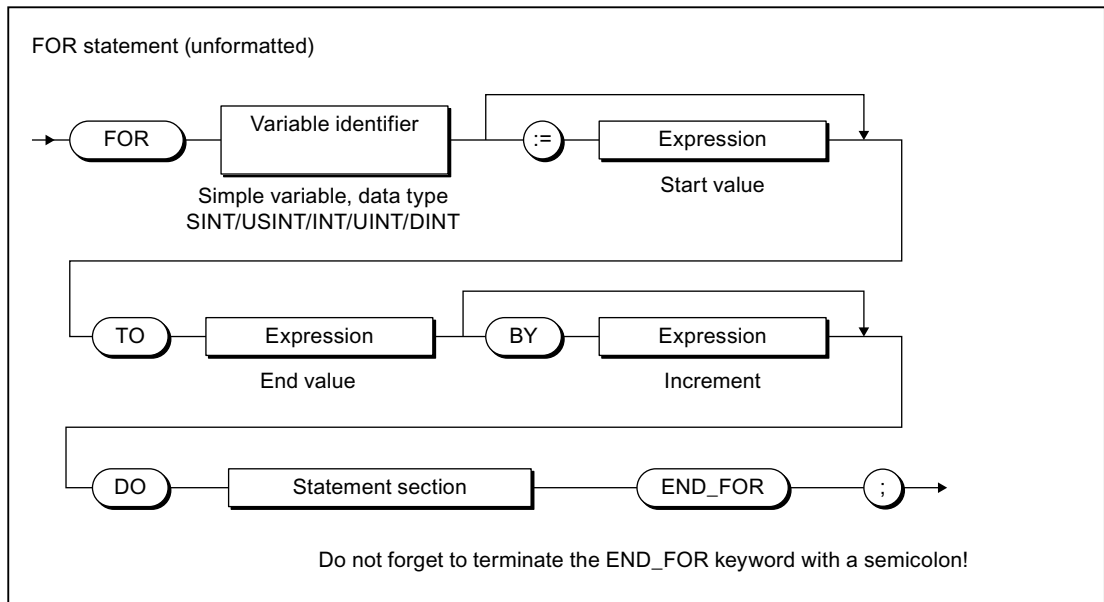 FOR statement (unformatted)
FOR
Variable identifier
:=
Expression
Simple variable, data type
SINT/USINT/INT/UINT/DINT
Start value
TO
Expression
BY
Expression
End value
Increment
DO
Statement section
END_FOR
;
Do not forget to terminate the END_FOR keyword with a semicolon!